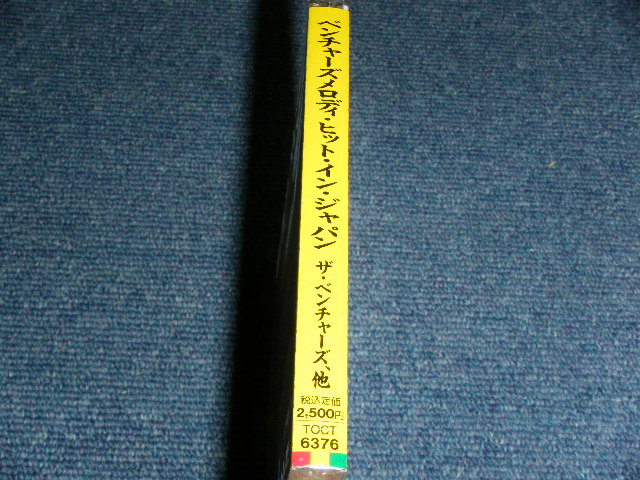 ベンチャーズメロディ・ヒット・イン・ジャパン
ザ・ベンチャーズ、他
税込定価
2,500円
TCCT
6376